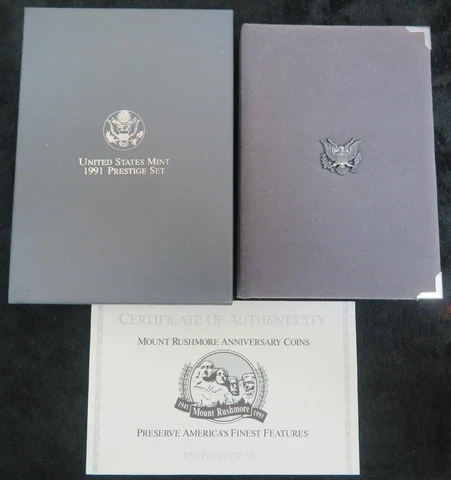 UNITED STATES MINT
1991 PRESTIGE SET
CERTIFICATE OF AUTHENTICITY
MOUNT RUSHMORE ANNIVERSARY COINS
1941 Mount Rushmore 1991
PRESERVE AMERICA'S FINEST FEATURES
1991 PRESTIGE SET